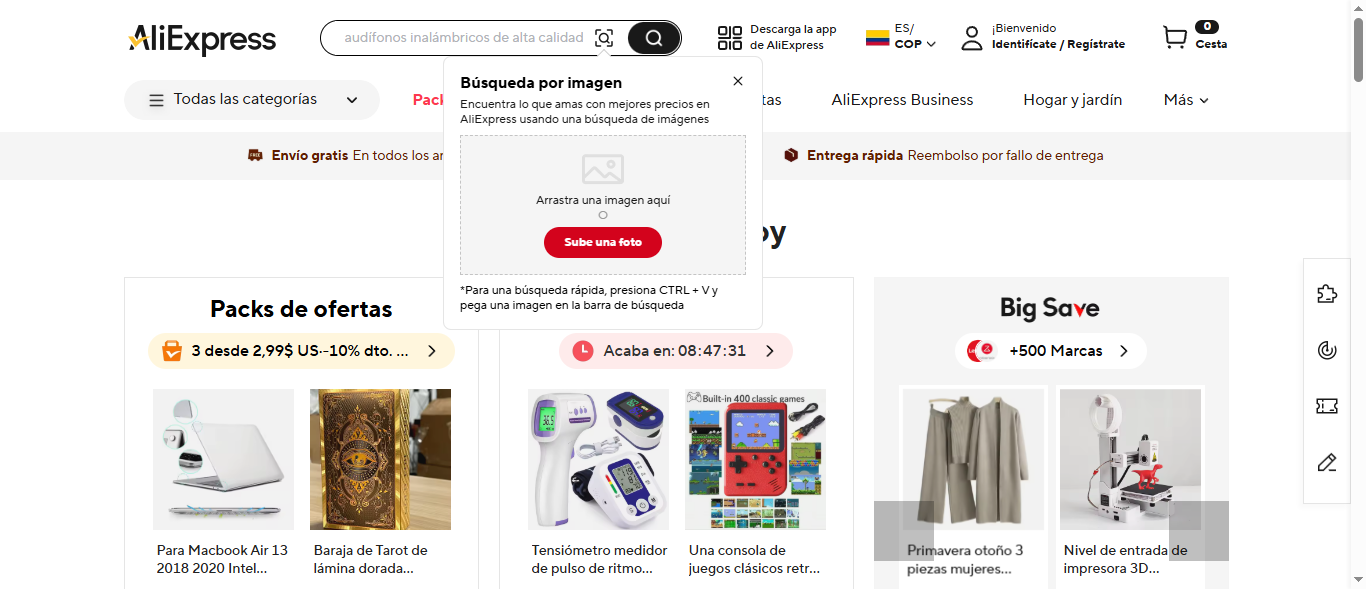 AliExpress
audífonos inalámbricos de alta calidad
Descarga la app
de AliExpress
ES/
COP
¡Bienvenido
Identifícate / Regístrate
0
Cesta
Todas las categorías
Pack
tas
AliExpress Business
Hogar y jardín
Más
Búsqueda por imagen
Encuentra lo que amas con mejores precios en
AliExpress usando una búsqueda de imágenes
Arrastra una imagen aquí
O
Sube una foto
*Para una búsqueda rápida, presiona CTRL + V y
pega una imagen en la barra de búsqueda
Envío gratis En todos los ar
Entrega rápida Reembolso por fallo de entrega
oy
Packs de ofertas
3 desde 2,99$ US·-10% dto. ...
Acaba en: 08:47:31
Big Save
+500 Marcas
Built-in 400 classic games
Para Macbook Air 13
2018 2020 Intel...
Baraja de Tarot de
lámina dorada...
Tensiómetro medidor
de pulso de ritmo...
Una consola de
juegos clásicos retr...
Primavera otoño 3
piezas mujeres...
Nivel de entrada de
impresora 3D...